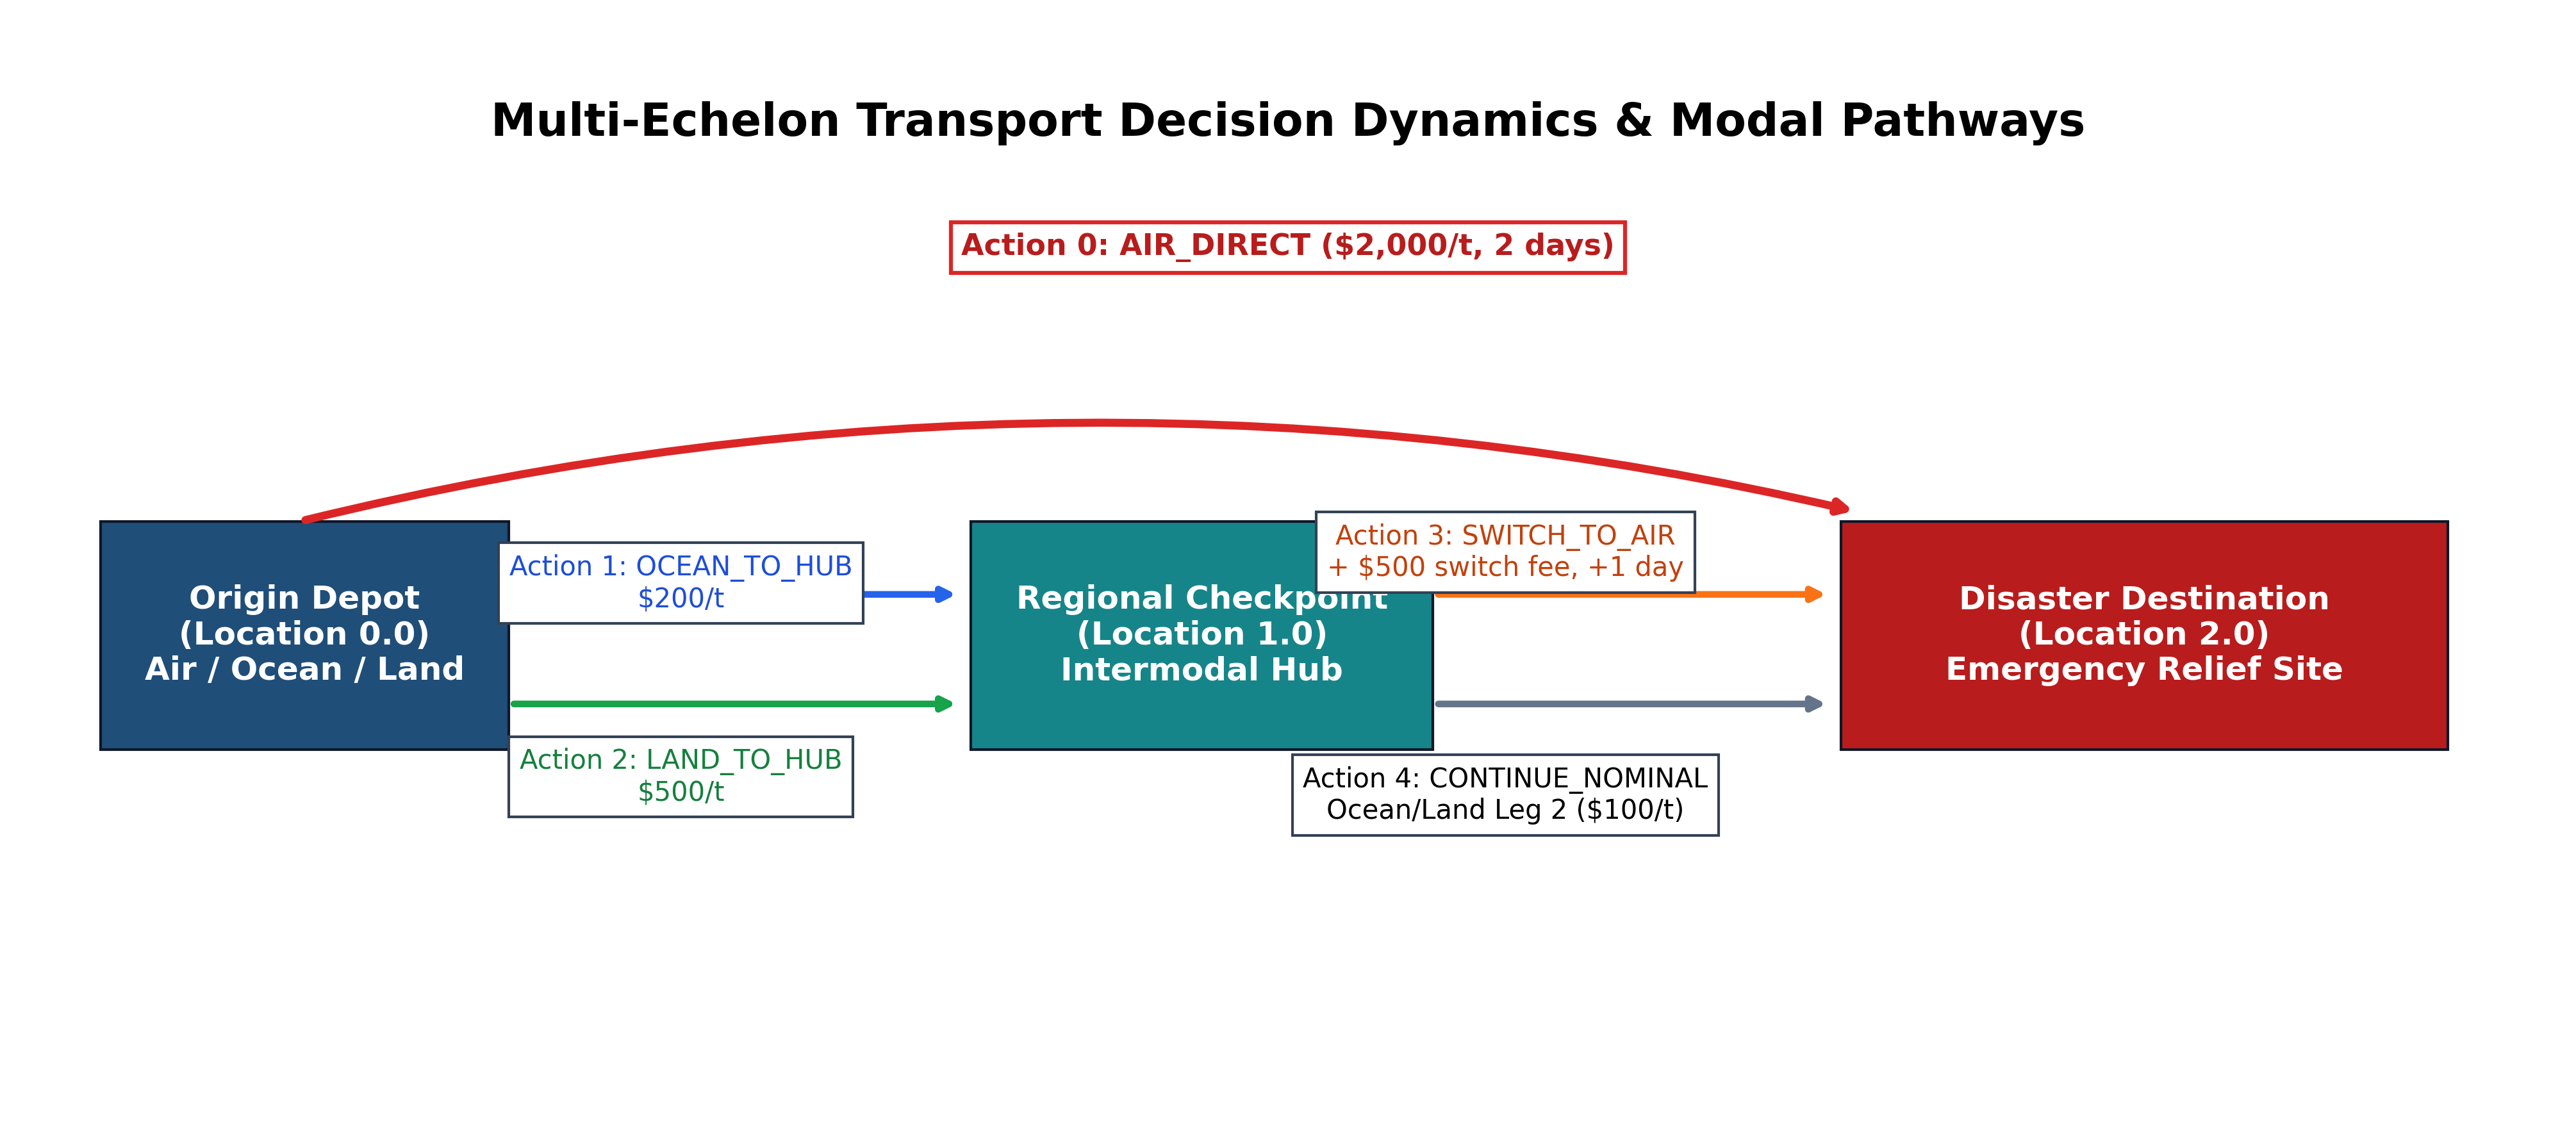 Multi-Echelon Transport Decision Dynamics & Modal Pathways
Action 0: AIR_DIRECT ($2,000/t, 2 days)
Origin Depot
(Location 0.0)
Air / Ocean / Land
Action 1: OCEAN_TO_HUB
$200/t
Action 2: LAND_TO_HUB
$500/t
Regional Checkpoint
(Location 1.0)
Intermodal Hub
Action 3: SWITCH_TO_AIR
+ $500 switch fee, +1 day
Action 4: CONTINUE_NOMINAL
Ocean/Land Leg 2 ($100/t)
Disaster Destination
(Location 2.0)
Emergency Relief Site